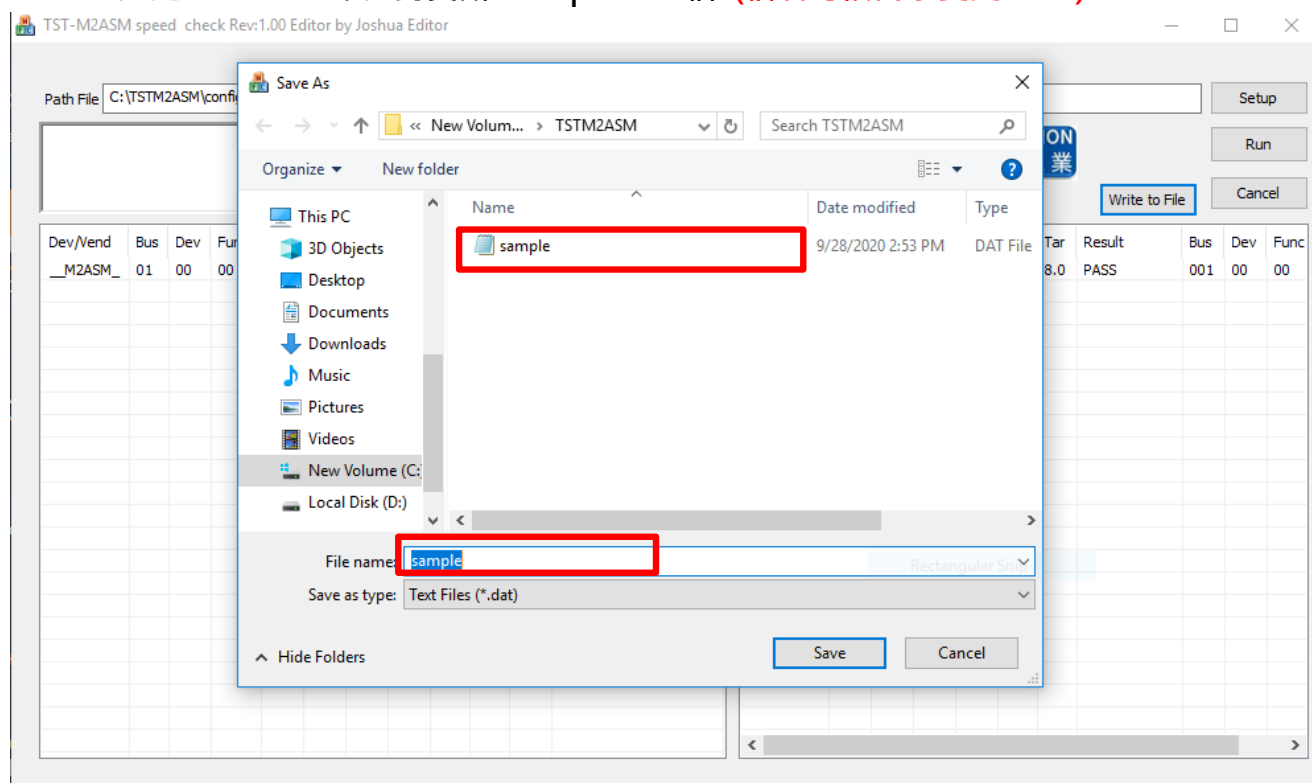 TST-M2ASM speed check Rev:1.00 Editor by Joshua Editor
Save As
Path File C:\TSTM2ASM\confi
Setup
« New Volum... › TSTM2ASM
Search TSTM2ASM
ON
業
Run
Organize New folder
Write to File
Cancel
This PC
3D Objects
Desktop
Documents
Downloads
Music
Pictures
Videos
New Volume (C:
Local Disk (D:)
Name Date modified Type
sample 9/28/2020 2:53 PM DAT File
Dev/Vend Bus Dev Fun
__M2ASM_ 01 00 00
Tar Result Bus Dev Func
8.0 PASS 001 00 00
File name: sample
Rectangular Snip
Save as type: Text Files (*.dat)
Hide Folders
Save Cancel